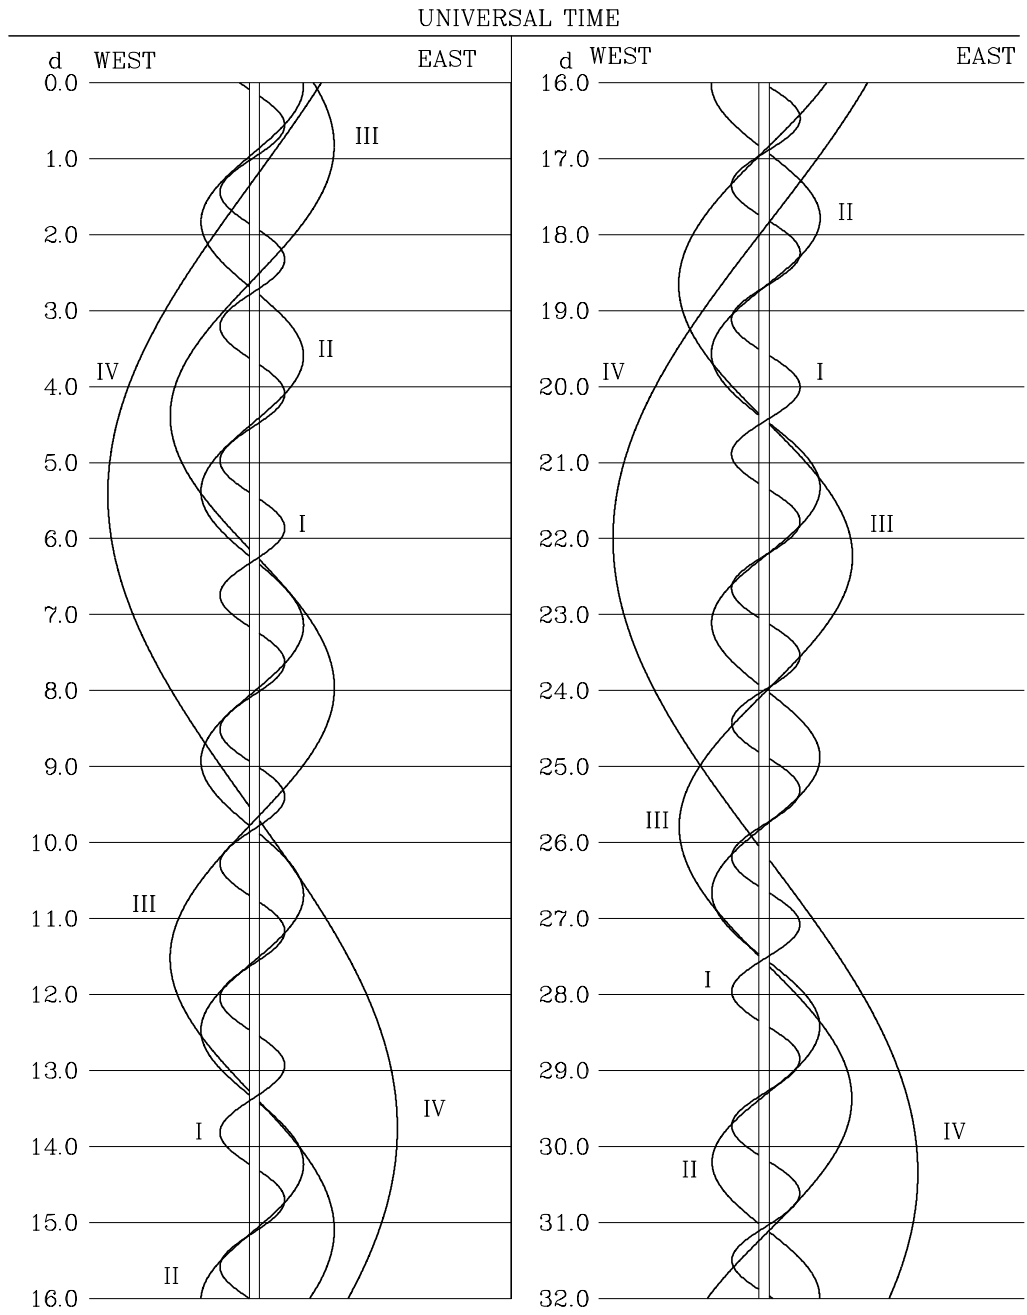 UNIVERSAL TIME
d WEST EAST
0.0
III
1.0
2.0
3.0
II
IV
4.0
5.0
I
6.0
7.0
8.0
9.0
10.0
III
11.0
12.0
13.0
IV
I
14.0
15.0
II
16.0
d WEST EAST
16.0
17.0
II
18.0
19.0
IV I
20.0
21.0
III
22.0
23.0
24.0
25.0
III
26.0
27.0
I
28.0
29.0
IV
30.0
II
31.0
32.0